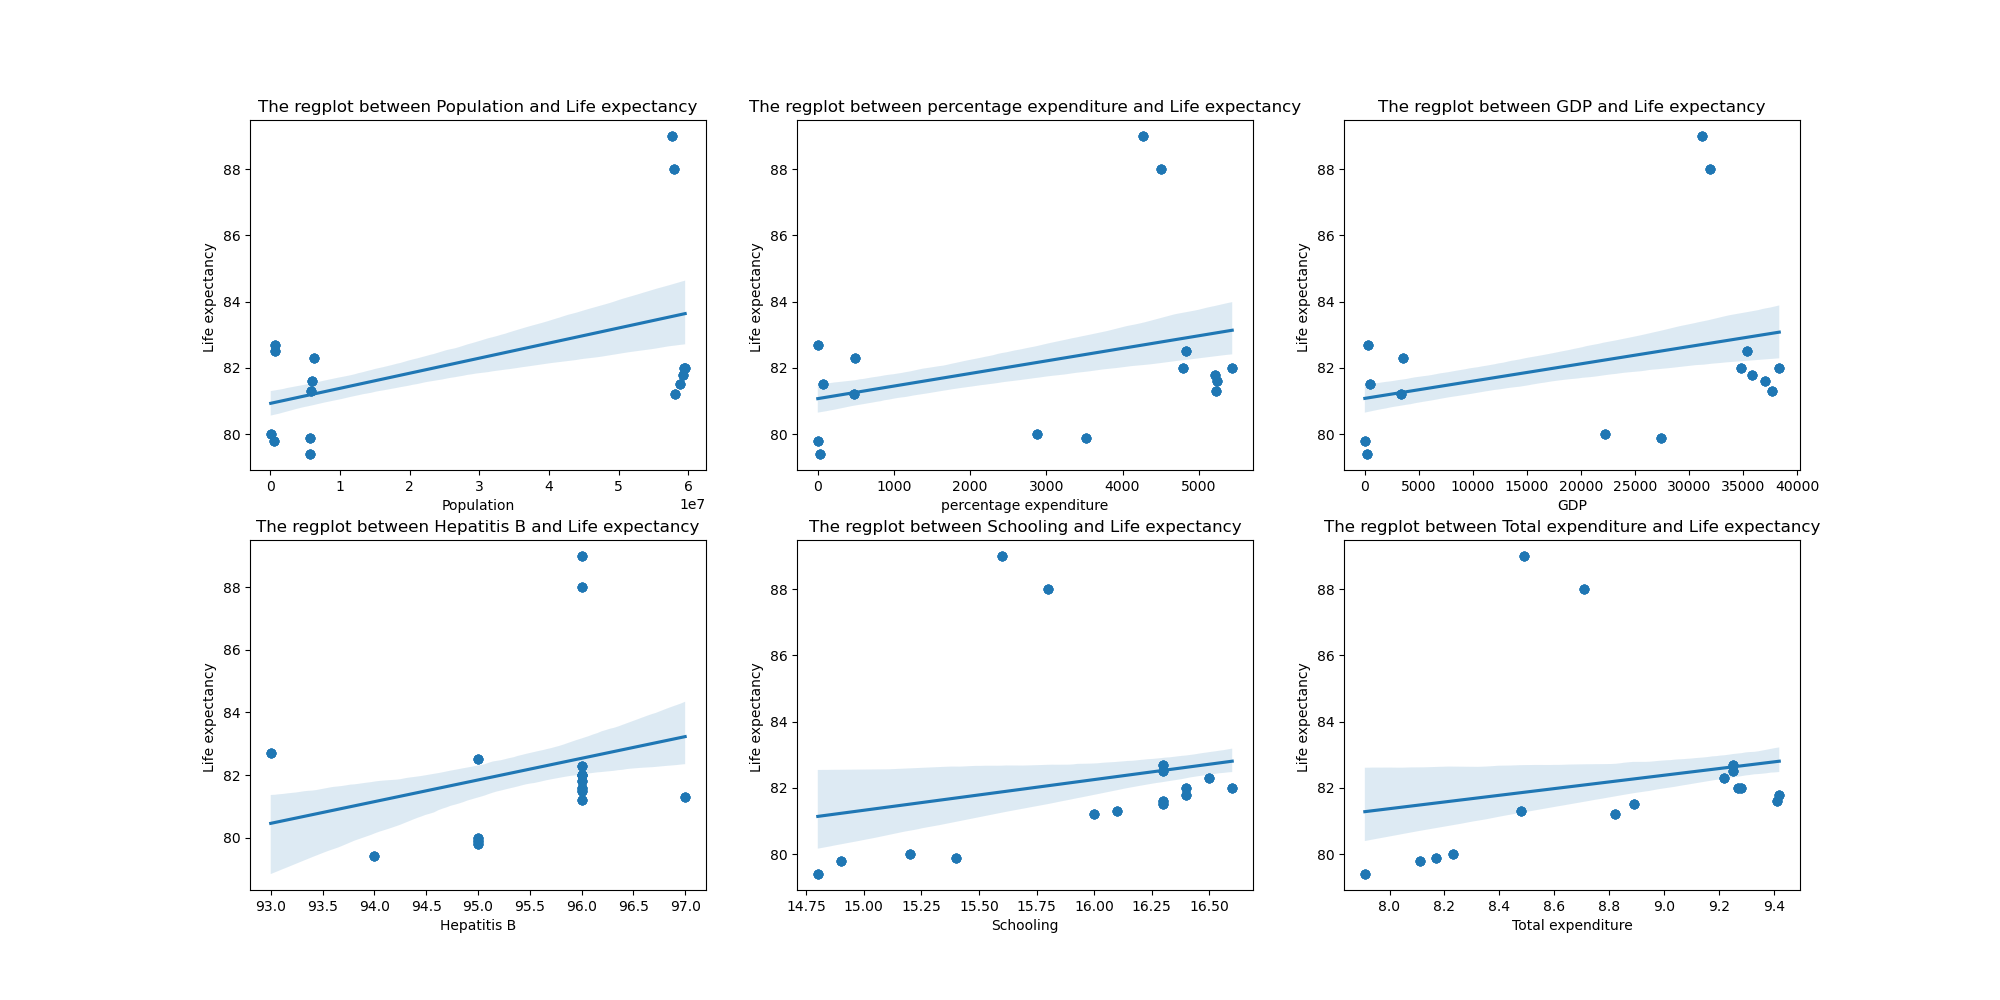 The regplot between Population and Life expectancy
Life expectancy
88
86
84
82
80
0 1 2 3 4 5 6
1e7
Population
The regplot between percentage expenditure and Life expectancy
Life expectancy
88
86
84
82
80
0 1000 2000 3000 4000 5000
percentage expenditure
The regplot between GDP and Life expectancy
Life expectancy
88
86
84
82
80
0 5000 10000 15000 20000 25000 30000 35000 40000
GDP
The regplot between Hepatitis B and Life expectancy
Life expectancy
88
86
84
82
80
93.0 93.5 94.0 94.5 95.0 95.5 96.0 96.5 97.0
Hepatitis B
The regplot between Schooling and Life expectancy
Life expectancy
88
86
84
82
80
14.75 15.00 15.25 15.50 15.75 16.00 16.25 16.50
Schooling
The regplot between Total expenditure and Life expectancy
Life expectancy
88
86
84
82
80
8.0 8.2 8.4 8.6 8.8 9.0 9.2 9.4
Total expenditure